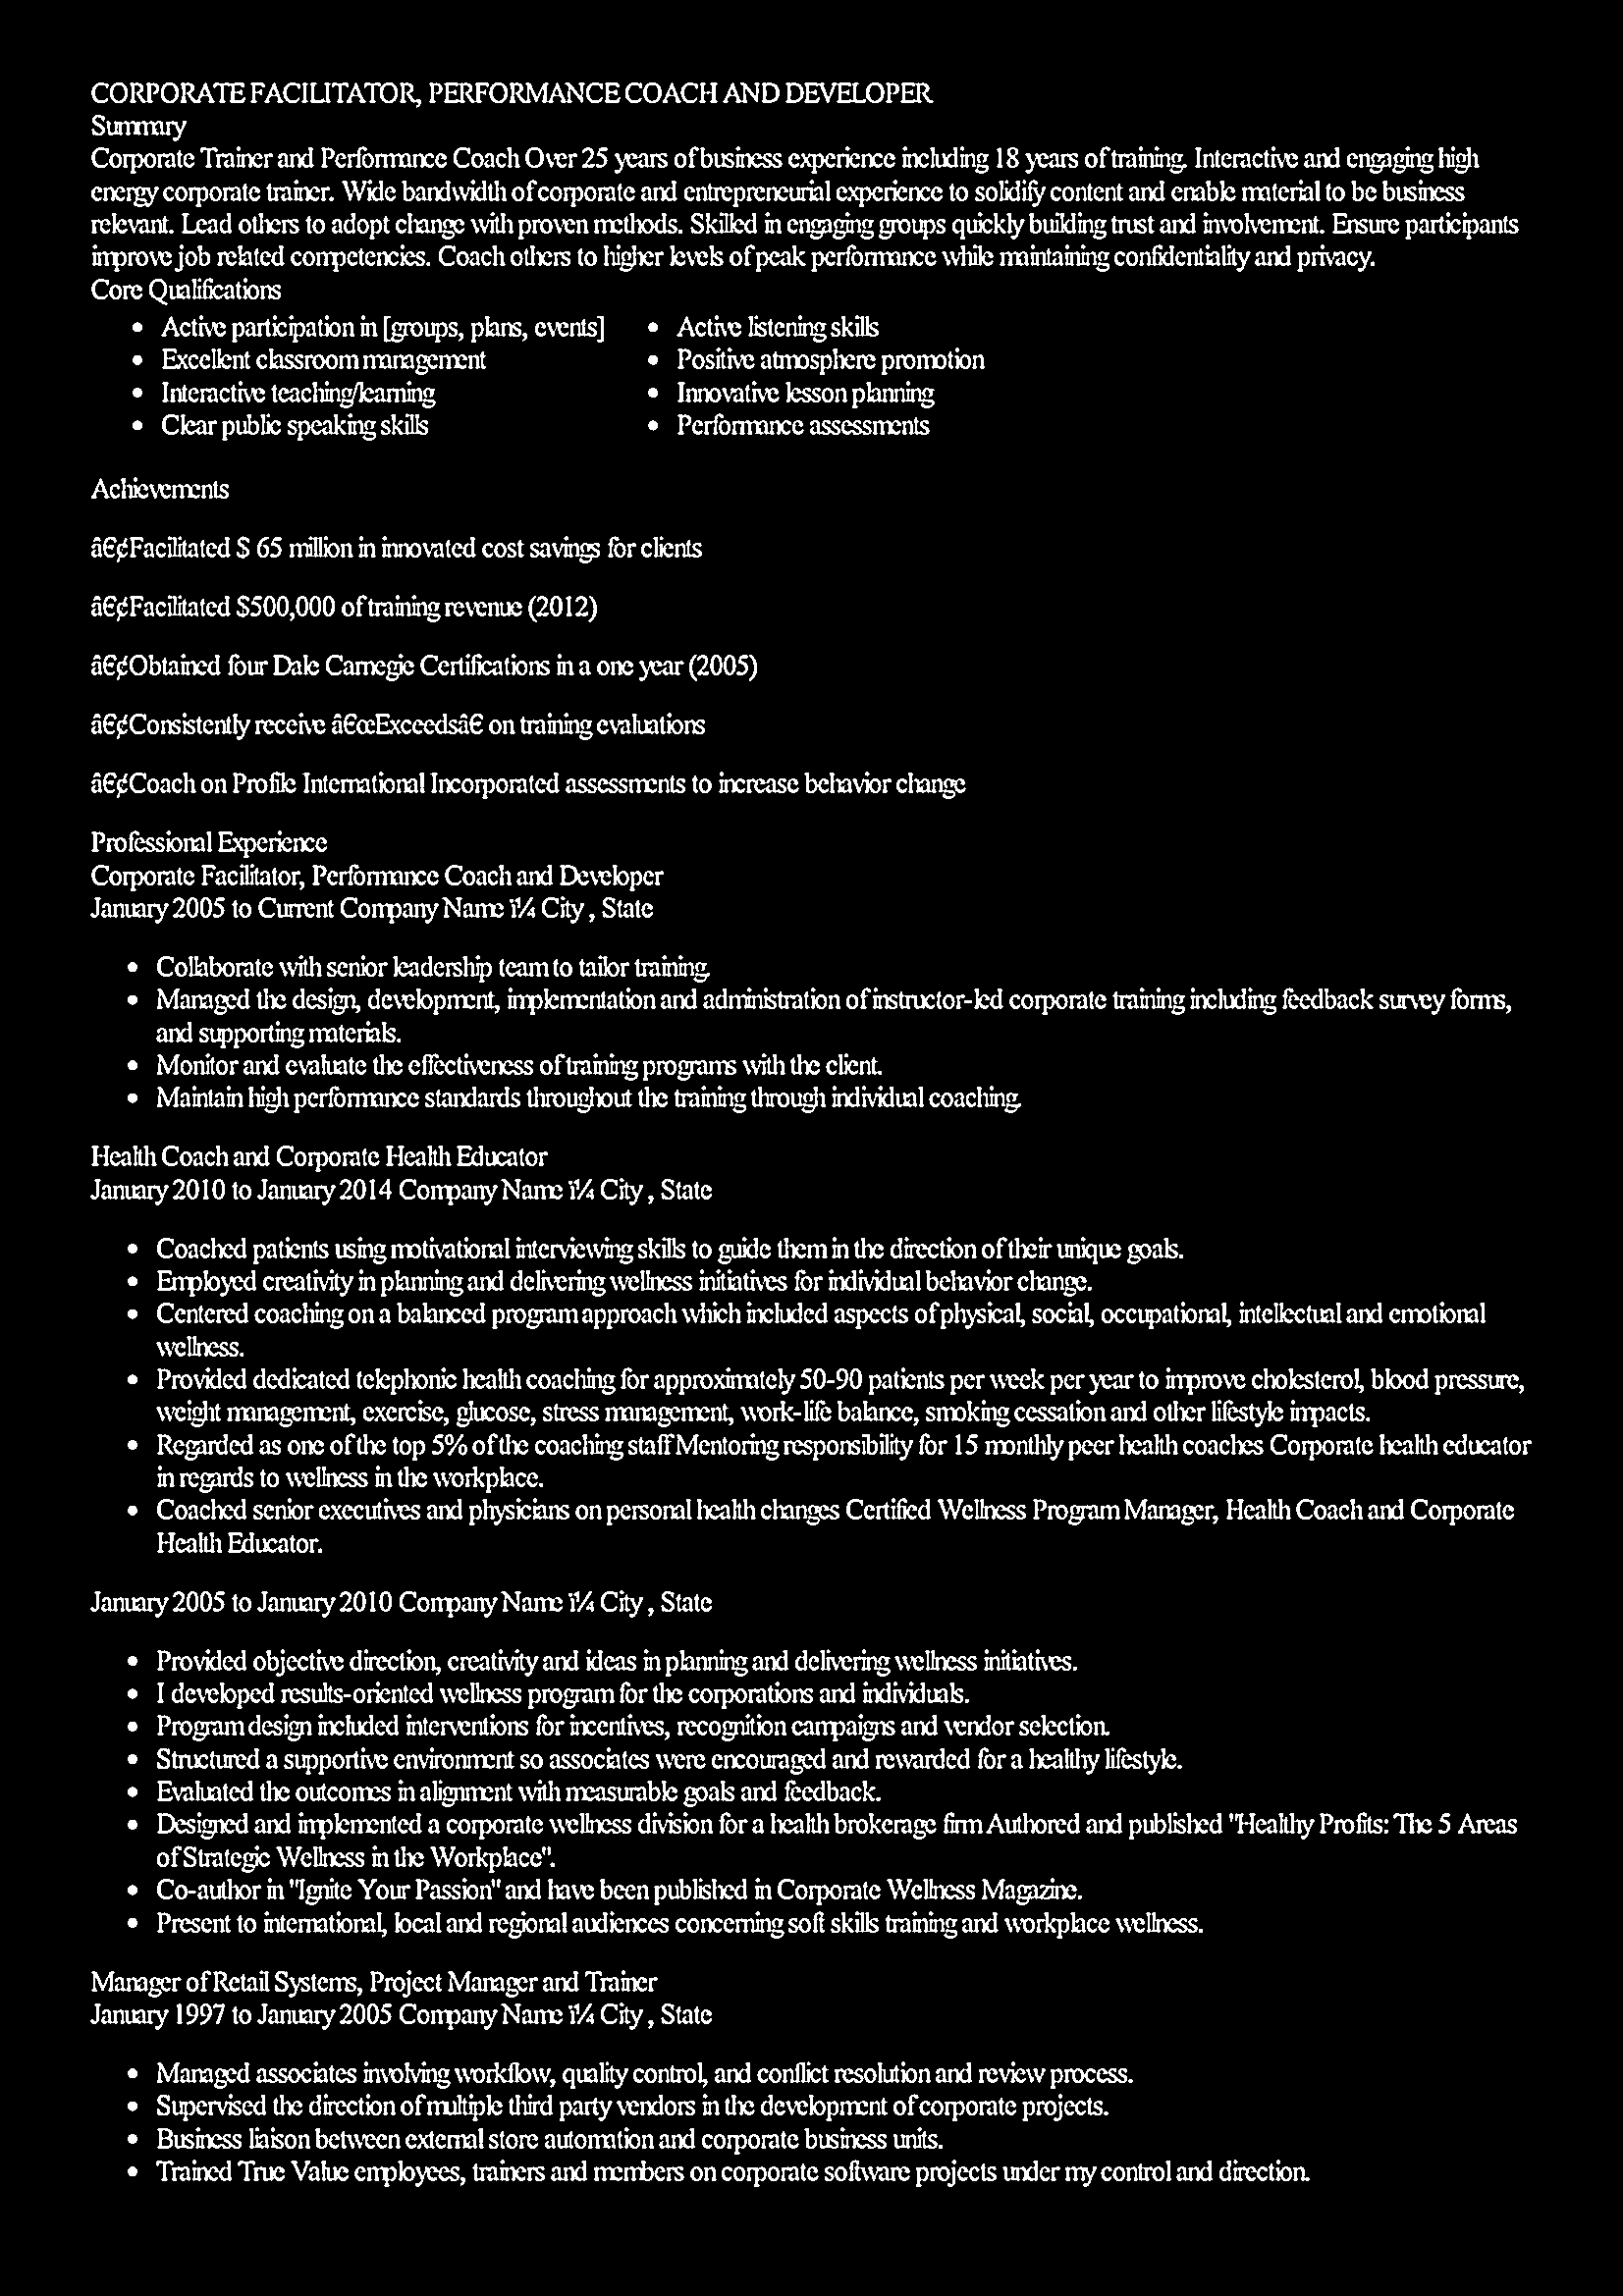 CORPORATE FACILITATOR, PERFORMANCE COACH AND DEVELOPER
Summary
Corporate Trainer and Performance Coach Over 25 years of business experience including 18 years of training. Interactive and engaging high
energy corporate trainer. Wide bandwidth of corporate and entrepreneurial experience to solidify content and enable material to be business
relevant. Lead others to adopt change with proven methods. Skilled in engaging groups quickly building trust and involvement. Ensure participants
improve job related competencies. Coach others to higher levels of peak performance while maintaining confidentiality and privacy.
Core Qualifications
• Active participation in [groups, plans, events]
• Excellent classroom management
• Interactive teaching/learning
• Clear public speaking skills
• Active listening skills
• Positive atmosphere promotion
• Innovative lesson planning
• Performance assessments
Achievements
â€¢Facilitated $ 65 million in innovated cost savings for clients
â€¢Facilitated $500,000 of training revenue (2012)
â€¢Obtained four Dale Carnegie Certifications in a one year (2005)
â€¢Consistently receive â€œExceedsâ€ on training evaluations
â€¢Coach on Profile International Incorporated assessments to increase behavior change
Professional Experience
Corporate Facilitator, Performance Coach and Developer
January 2005 to Current Company Name ï¼ City , State
• Collaborate with senior leadership team to tailor training.
• Managed the design, development, implementation and administration of instructor-led corporate training including feedback survey forms,
and supporting materials.
• Monitor and evaluate the effectiveness of training programs with the client.
• Maintain high performance standards throughout the training through individual coaching.
Health Coach and Corporate Health Educator
January 2010 to January 2014 Company Name ï¼ City , State
• Coached patients using motivational interviewing skills to guide them in the direction of their unique goals.
• Employed creativity in planning and delivering wellness initiatives for individual behavior change.
• Centered coaching on a balanced program approach which included aspects of physical, social, occupational, intellectual and emotional
wellness.
• Provided dedicated telephonic health coaching for approximately 50-90 patients per week per year to improve cholesterol, blood pressure,
weight management, exercise, glucose, stress management, work-life balance, smoking cessation and other lifestyle impacts.
• Regarded as one of the top 5% of the coaching staff Mentoring responsibility for 15 monthly peer health coaches Corporate health educator
in regards to wellness in the workplace.
• Coached senior executives and physicians on personal health changes Certified Wellness Program Manager, Health Coach and Corporate
Health Educator.
January 2005 to January 2010 Company Name ï¼ City , State
• Provided objective direction, creativity and ideas in planning and delivering wellness initiatives.
• I developed results-oriented wellness program for the corporations and individuals.
• Program design included interventions for incentives, recognition campaigns and vendor selection.
• Structured a supportive environment so associates were encouraged and rewarded for a healthy lifestyle.
• Evaluated the outcomes in alignment with measurable goals and feedback.
• Designed and implemented a corporate wellness division for a health brokerage firm Authored and published "Healthy Profits: The 5 Areas
of Strategic Wellness in the Workplace".
• Co-author in "Ignite Your Passion" and have been published in Corporate Wellness Magazine.
• Present to international, local and regional audiences concerning soft skills training and workplace wellness.
Manager of Retail Systems, Project Manager and Trainer
January 1997 to January 2005 Company Name ï¼ City , State
• Managed associates involving workflow, quality control, and conflict resolution and review process.
• Supervised the direction of multiple third party vendors in the development of corporate projects.
• Business liaison between external store automation and corporate business units.
• Trained True Value employees, trainers and members on corporate software projects under my control and direction.